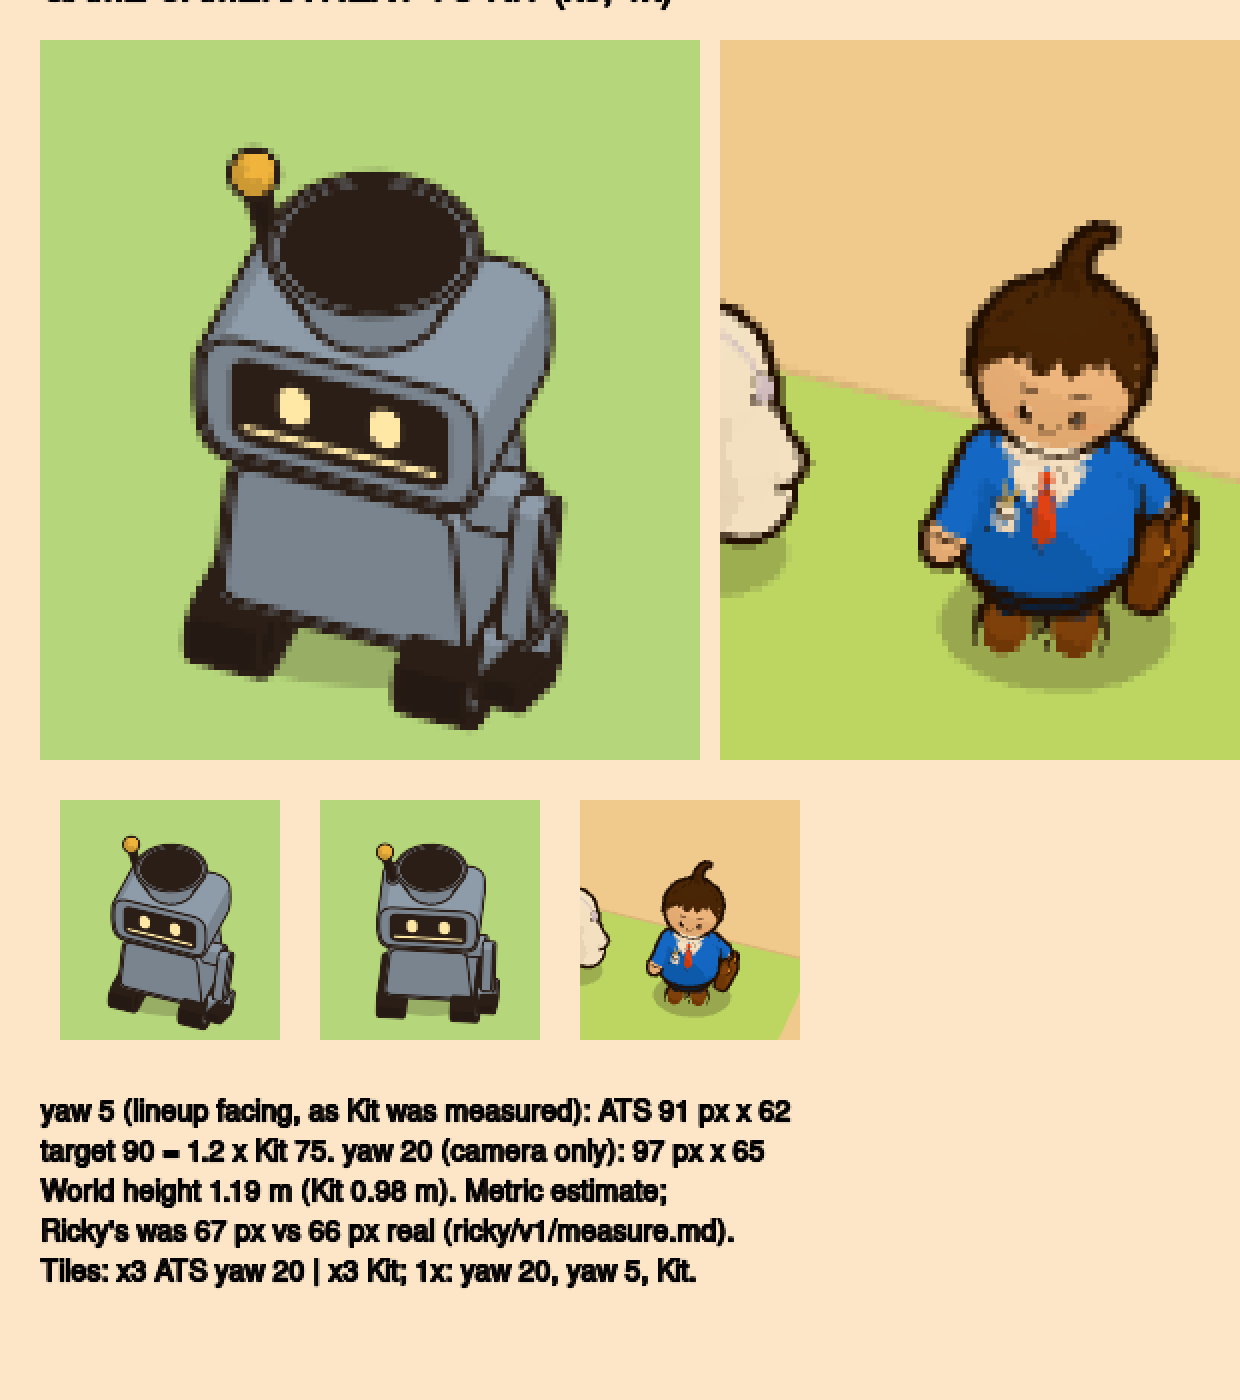 yaw 5 (lineup facing, as Kit was measured): ATS 91 px x 62
target 90 = 1.2 x Kit 75. yaw 20 (camera only): 97 px x 65
World height 1.19 m (Kit 0.98 m). Metric estimate;
Ricky's was 67 px vs 66 px real (ricky/v1/measure.md).
Tiles: x3 ATS yaw 20 | x3 Kit; 1x: yaw 20, yaw 5, Kit.